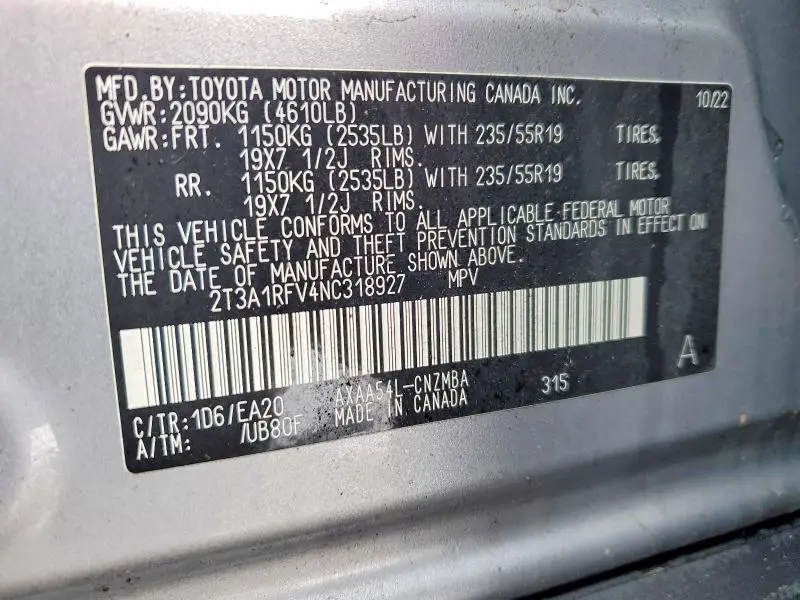 MFD.BY:TOYOTA MOTOR MANUFACTURING CANADA INC. 10/22
GVWR:2090KG (4610LB)
GAWR:FRT. 1150KG (2535LB) WITH 235/55R19 TIRES,
19X7 1/2J RIMS.
RR. 1150KG (2535LB) WITH 235/55R19 TIRES,
19X7 1/2J RIMS.
THIS VEHICLE CONFORMS TO ALL APPLICABLE FEDERAL MOTOR
VEHICLE SAFETY AND THEFT PREVENTION STANDARDS IN EFFECT ON
THE DATE OF MANUFACTURE SHOWN ABOVE.
2T3A1RFV4NC318927 MPV
A
C/TR:1D6/EA20 AXAA54L-CNZMBA 315
A/TM: /UB80F MADE IN CANADA